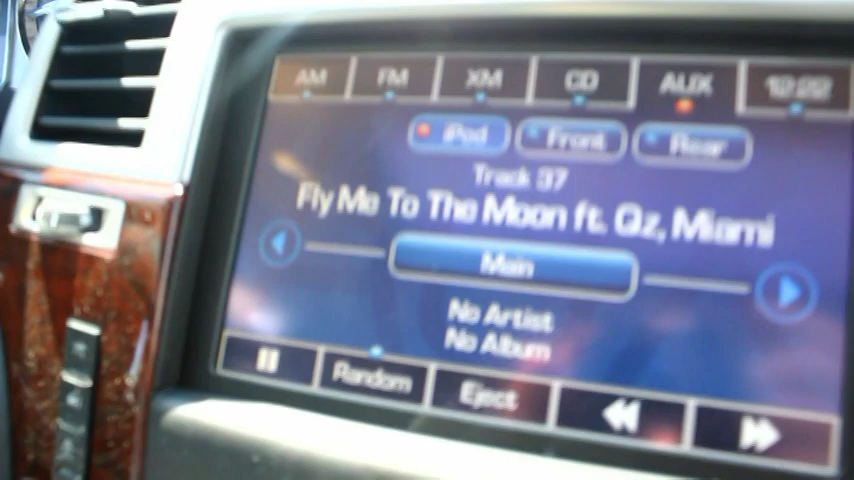 AM FM XM CD AUX 12:22
iPod Front Rear
Track 37
Fly Me To The Moon ft. Oz, Miami
Main
No Artist
No Album
Random Eject